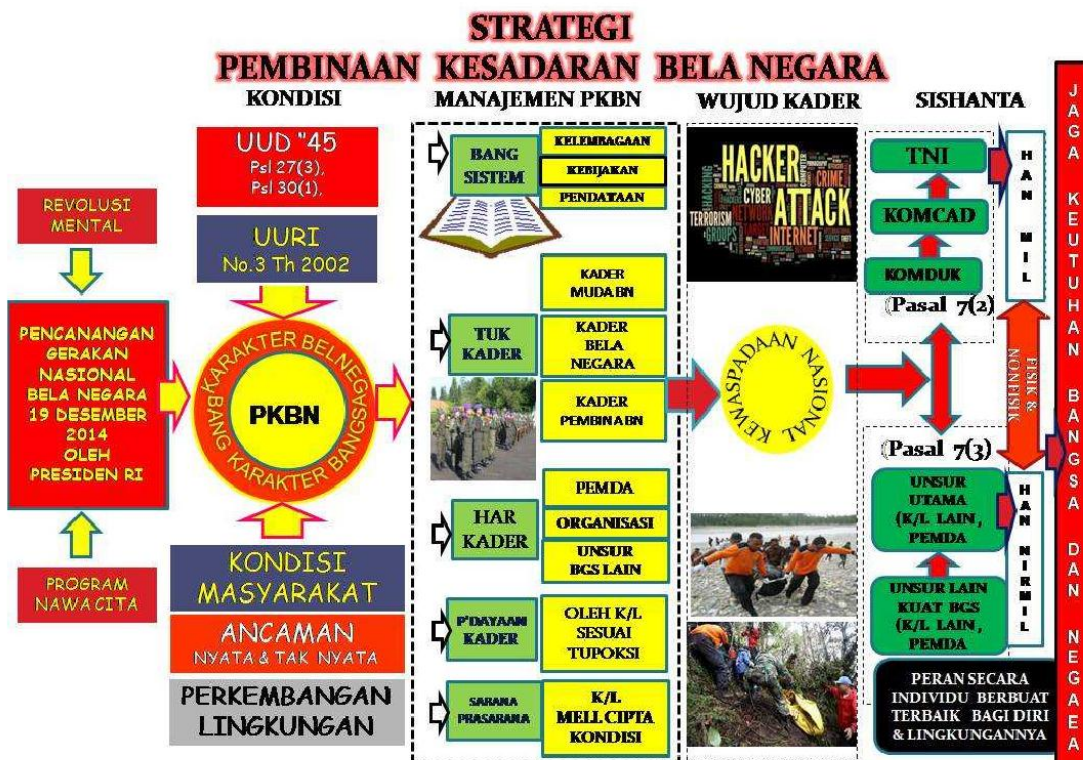 STRATEGI
PEMBINAAN KESADARAN BELA NEGARA
KONDISI
MANAJEMEN PKBN
WUJUD KADER
SISHANTA
REVOLUSI
MENTAL
PENCANANGAN
GERAKAN
NASIONAL
BELA NEGARA
19 DESEMBER
2014
OLEH
PRESIDEN RI
PROGRAM
NAWA CITA
UUD "45
Psl 27(3),
Psl 30(1),
UURI
No.3 Th 2002
KARAKTER BELNEG
BANG KARAKTER BANGSA
PKBN
KONDISI
MASYARAKAT
ANCAMAN
NYATA & TAK NYATA
PERKEMBANGAN
LINGKUNGAN
BANG
SISTEM
KELEMBAGAAN
KEBIJAKAN
PENDATAAN
TUK
KADER
KADER
MUDA BN
KADER
BELA
NEGARA
KADER
PEMBINA BN
HAR
KADER
PEMDA
ORGANISASI
UNSUR
BGS LAIN
P'DAYAAN
KADER
OLEH K/L
SESUAI
TUPOKSI
SARANA
PRASARANA
K/L
MELL CIPTA
KONDISI
HACKER
CYBER
CRIME
ATTACK
TERRORISM
NETWORK
GROUPS
INTERNET
HACKING
KEWASPADAAN NASIONAL
TNI
KOMCAD
KOMDUK
(Pasal 7(2)
HAN MIL
FISIK &
NONFISIK
(Pasal 7(3)
UNSUR
UTAMA
(K/L LAIN ,
PEMDA
UNSUR LAIN
KUAT BGS
(K/L LAIN ,
PEMDA
HAN NIRMIL
PERAN SECARA
INDIVIDU BERBUAT
TERBAIK BAGI DIRI
& LINGKUNGANNYA
JAGA KEUTUHAN BANGSA DAN NEGAEA